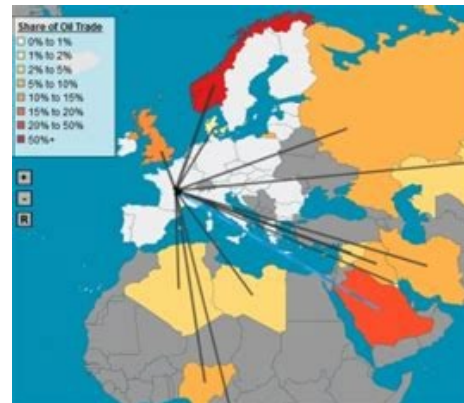 Share of Oil Trade
0% to 1%
1% to 2%
2% to 5%
5% to 10%
10% to 15%
15% to 20%
20% to 50%
50%+
+
-
R